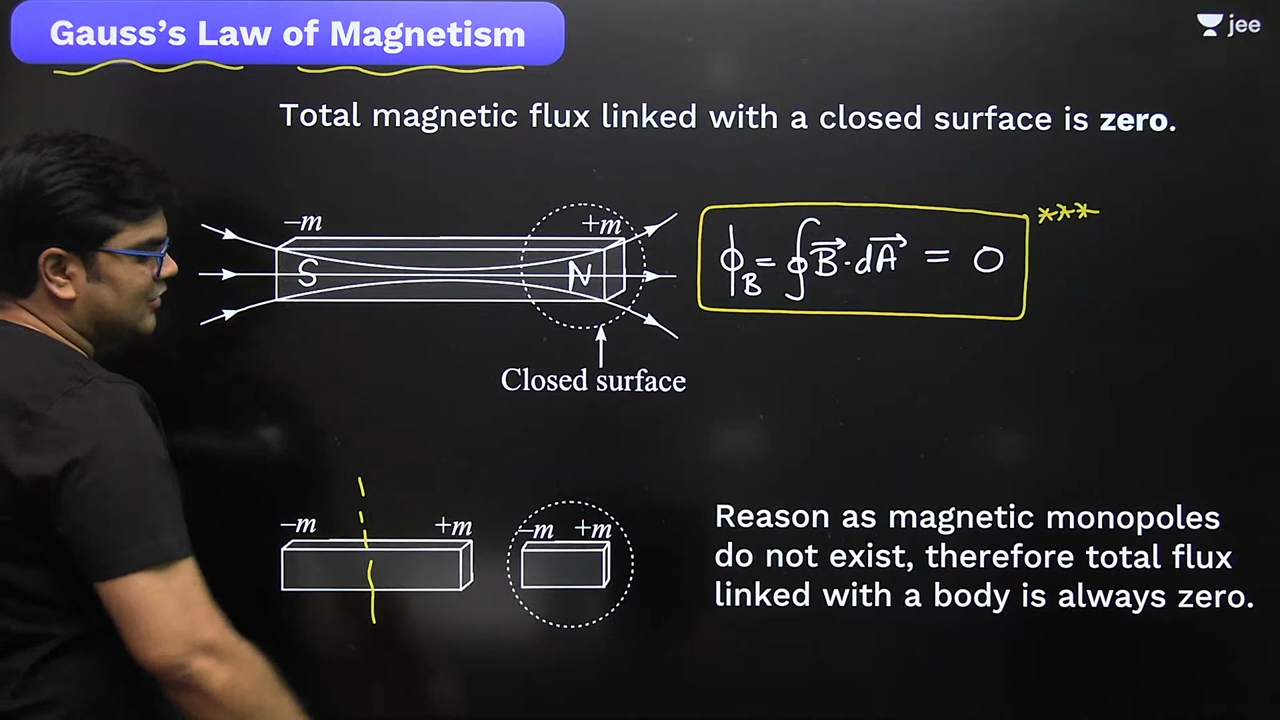 Gauss's Law of Magnetism
jee
Total magnetic flux linked with a closed surface is zero.
−m
+m
S
N
ϕ_B = ∮B⃗·dA⃗ = 0
***
Closed surface
−m
+m
−m
+m
Reason as magnetic monopoles
do not exist, therefore total flux
linked with a body is always zero.